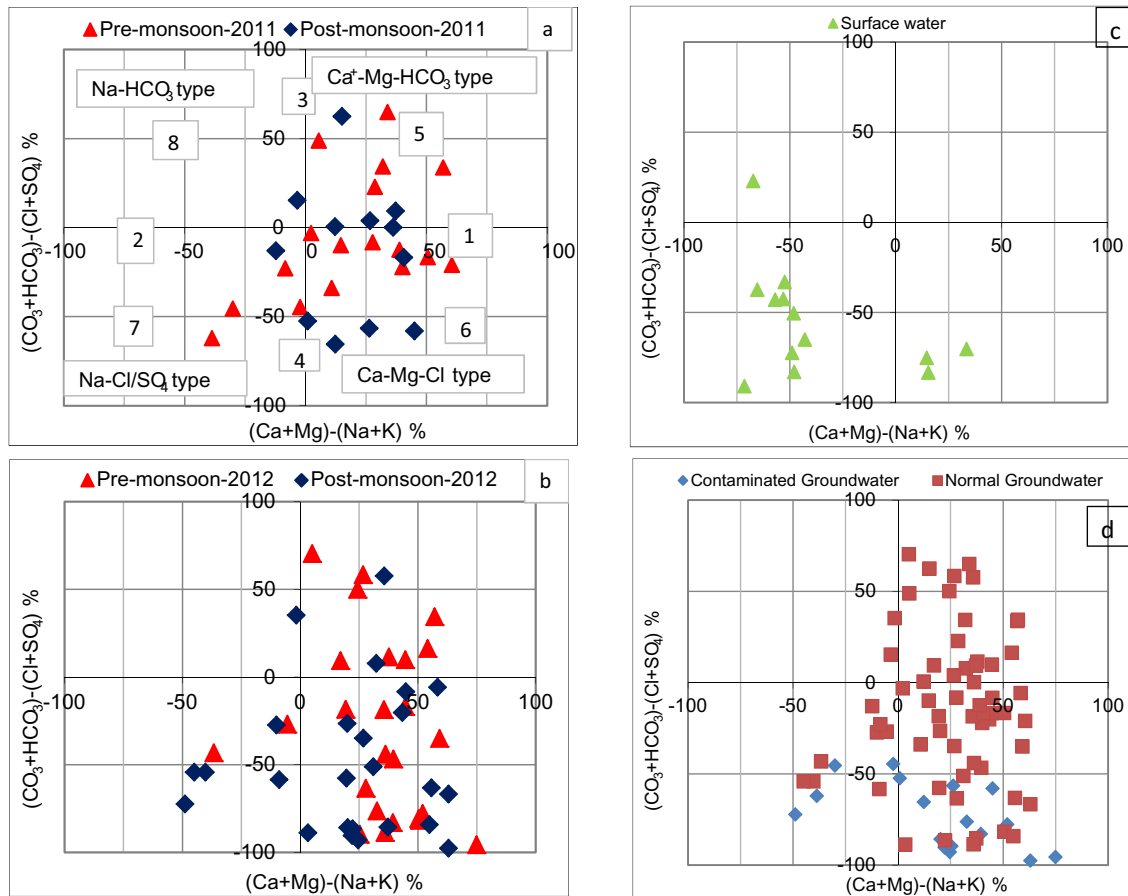 Pre-monsoon-2011 Post-monsoon-2011
a
100
Na-HCO3 type
3
Ca+-Mg-HCO3 type
8
50
5
(CO3+HCO3)-(Cl+SO4) %
2
0
1
-100 -50 0 50 100
7
-50
6
4
Na-Cl/SO4 type
Ca-Mg-Cl type
-100
(Ca+Mg)-(Na+K) %
Surface water
c
100
50
(CO3+HCO3)-(Cl+SO4) %
0
-100 -50 0 50 100
-50
-100
(Ca+Mg)-(Na+K) %
Pre-monsoon-2012 Post-monsoon-2012
b
100
50
(CO3+HCO3)-(Cl+SO4) %
0
-100 -50 0 50 100
-50
-100
(Ca+Mg)-(Na+K) %
Contaminated Groundwater Normal Groundwater
d
100
50
(CO3+HCO3)-(Cl+SO4) %
0
-100 -50 0 50 100
-50
-100
(Ca+Mg)-(Na+K) %